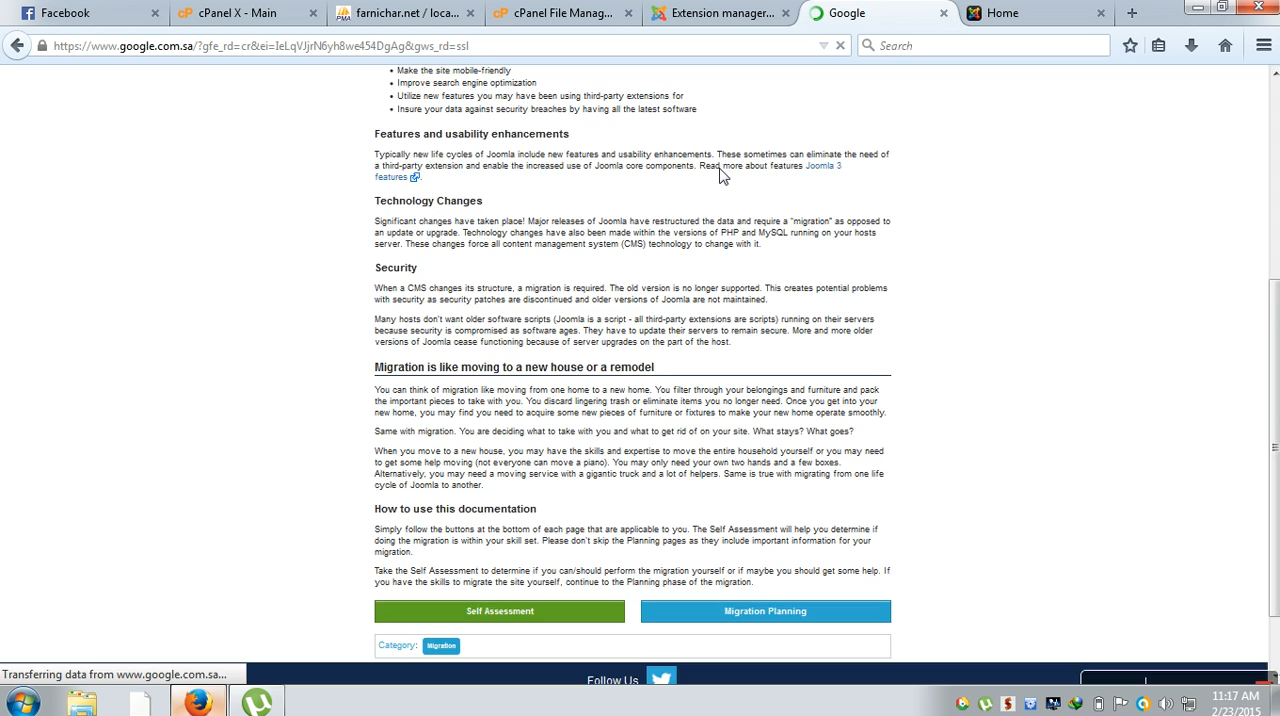 Facebook
cPanel X - Main
farnichar.net / loca...
cPanel File Manag...
Extension manager...
Google
Home
https://www.google.com.sa/?gfe_rd=cr&ei=IeLqVJjrN6yh8we454DgAg&gws_rd=ssl
Search
Make the site mobile-friendly
Improve search engine optimization
Utilize new features you may have been using third-party extensions for
Insure your data against security breaches by having all the latest software
Features and usability enhancements
Typically new life cycles of Joomla include new features and usability enhancements. These sometimes can eliminate the need of
a third-party extension and enable the increased use of Joomla core components. Read more about features Joomla 3
features.
Technology Changes
Significant changes have taken place! Major releases of Joomla have restructured the data and require a "migration" as opposed to
an update or upgrade. Technology changes have also been made within the versions of PHP and MySQL running on your hosts
server. These changes force all content management system (CMS) technology to change with it.
Security
When a CMS changes its structure, a migration is required. The old version is no longer supported. This creates potential problems
with security as security patches are discontinued and older versions of Joomla are not maintained.
Many hosts don't want older software scripts (Joomla is a script - all third-party extensions are scripts) running on their servers
because security is compromised as software ages. They have to update their servers to remain secure. More and more older
versions of Joomla cease functioning because of server upgrades on the part of the host.
Migration is like moving to a new house or a remodel
You can think of migration like moving from one home to a new home. You filter through your belongings and furniture and pack
the important pieces to take with you. You discard lingering trash or eliminate items you no longer need. Once you get into your
new home, you may find you need to acquire some new pieces of furniture or fixtures to make your new home operate smoothly.
Same with migration. You are deciding what to take with you and what to get rid of on your site. What stays? What goes?
When you move to a new house, you may have the skills and expertise to move the entire household yourself or you may need
to get some help moving (not everyone can move a piano). You may only need your own two hands and a few boxes.
Alternatively, you may need a moving service with a gigantic truck and a lot of helpers. Same is true with migrating from one life
cycle of Joomla to another.
How to use this documentation
Simply follow the buttons at the bottom of each page that are applicable to you. The Self Assessment will help you determine if
doing the migration is within your skill set. Please don't skip the Planning pages as they include important information for your
migration.
Take the Self Assessment to determine if you can/should perform the migration yourself or if maybe you should get some help. If
you have the skills to migrate the site yourself, continue to the Planning phase of the migration.
Self Assessment
Migration Planning
Category: Migration
Transferring data from www.google.com.sa...
Follow Us
11:17 AM
2/23/2015